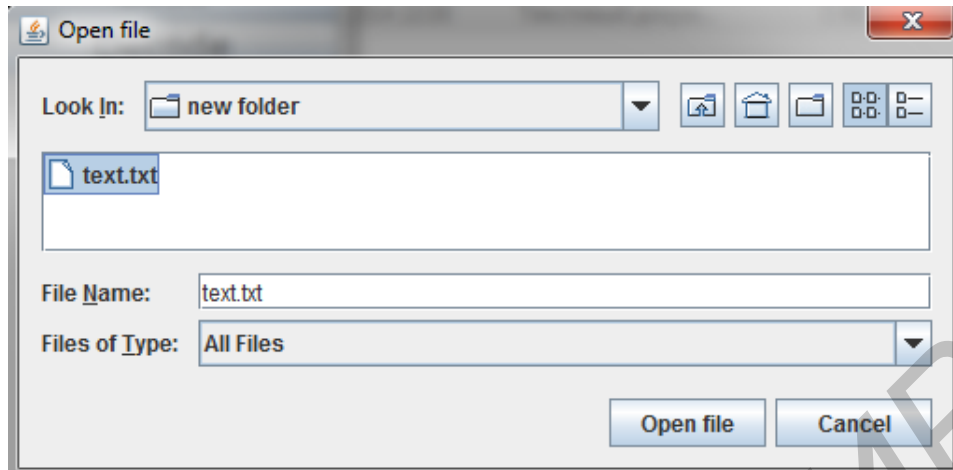 Open file
Look In: new folder
text.txt
File Name: text.txt
Files of Type: All Files
Open file Cancel